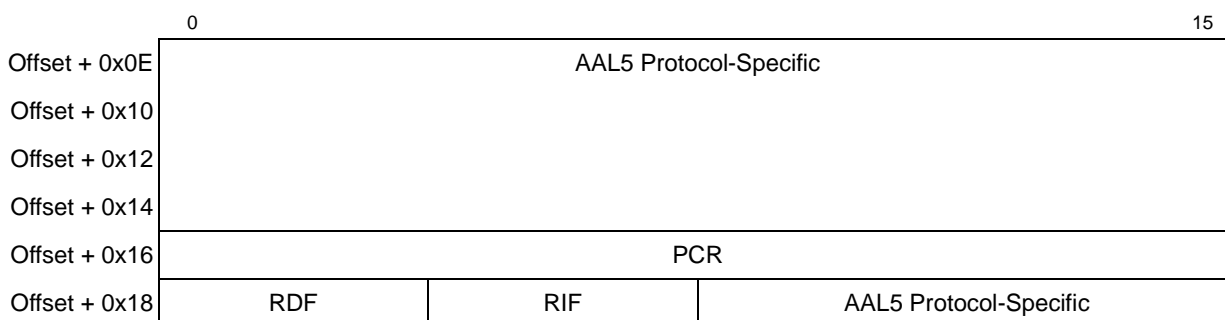 0 15
Offset + 0x0E AAL5 Protocol-Specific
Offset + 0x10
Offset + 0x12
Offset + 0x14
Offset + 0x16 PCR
Offset + 0x18 RDF RIF AAL5 Protocol-Specific